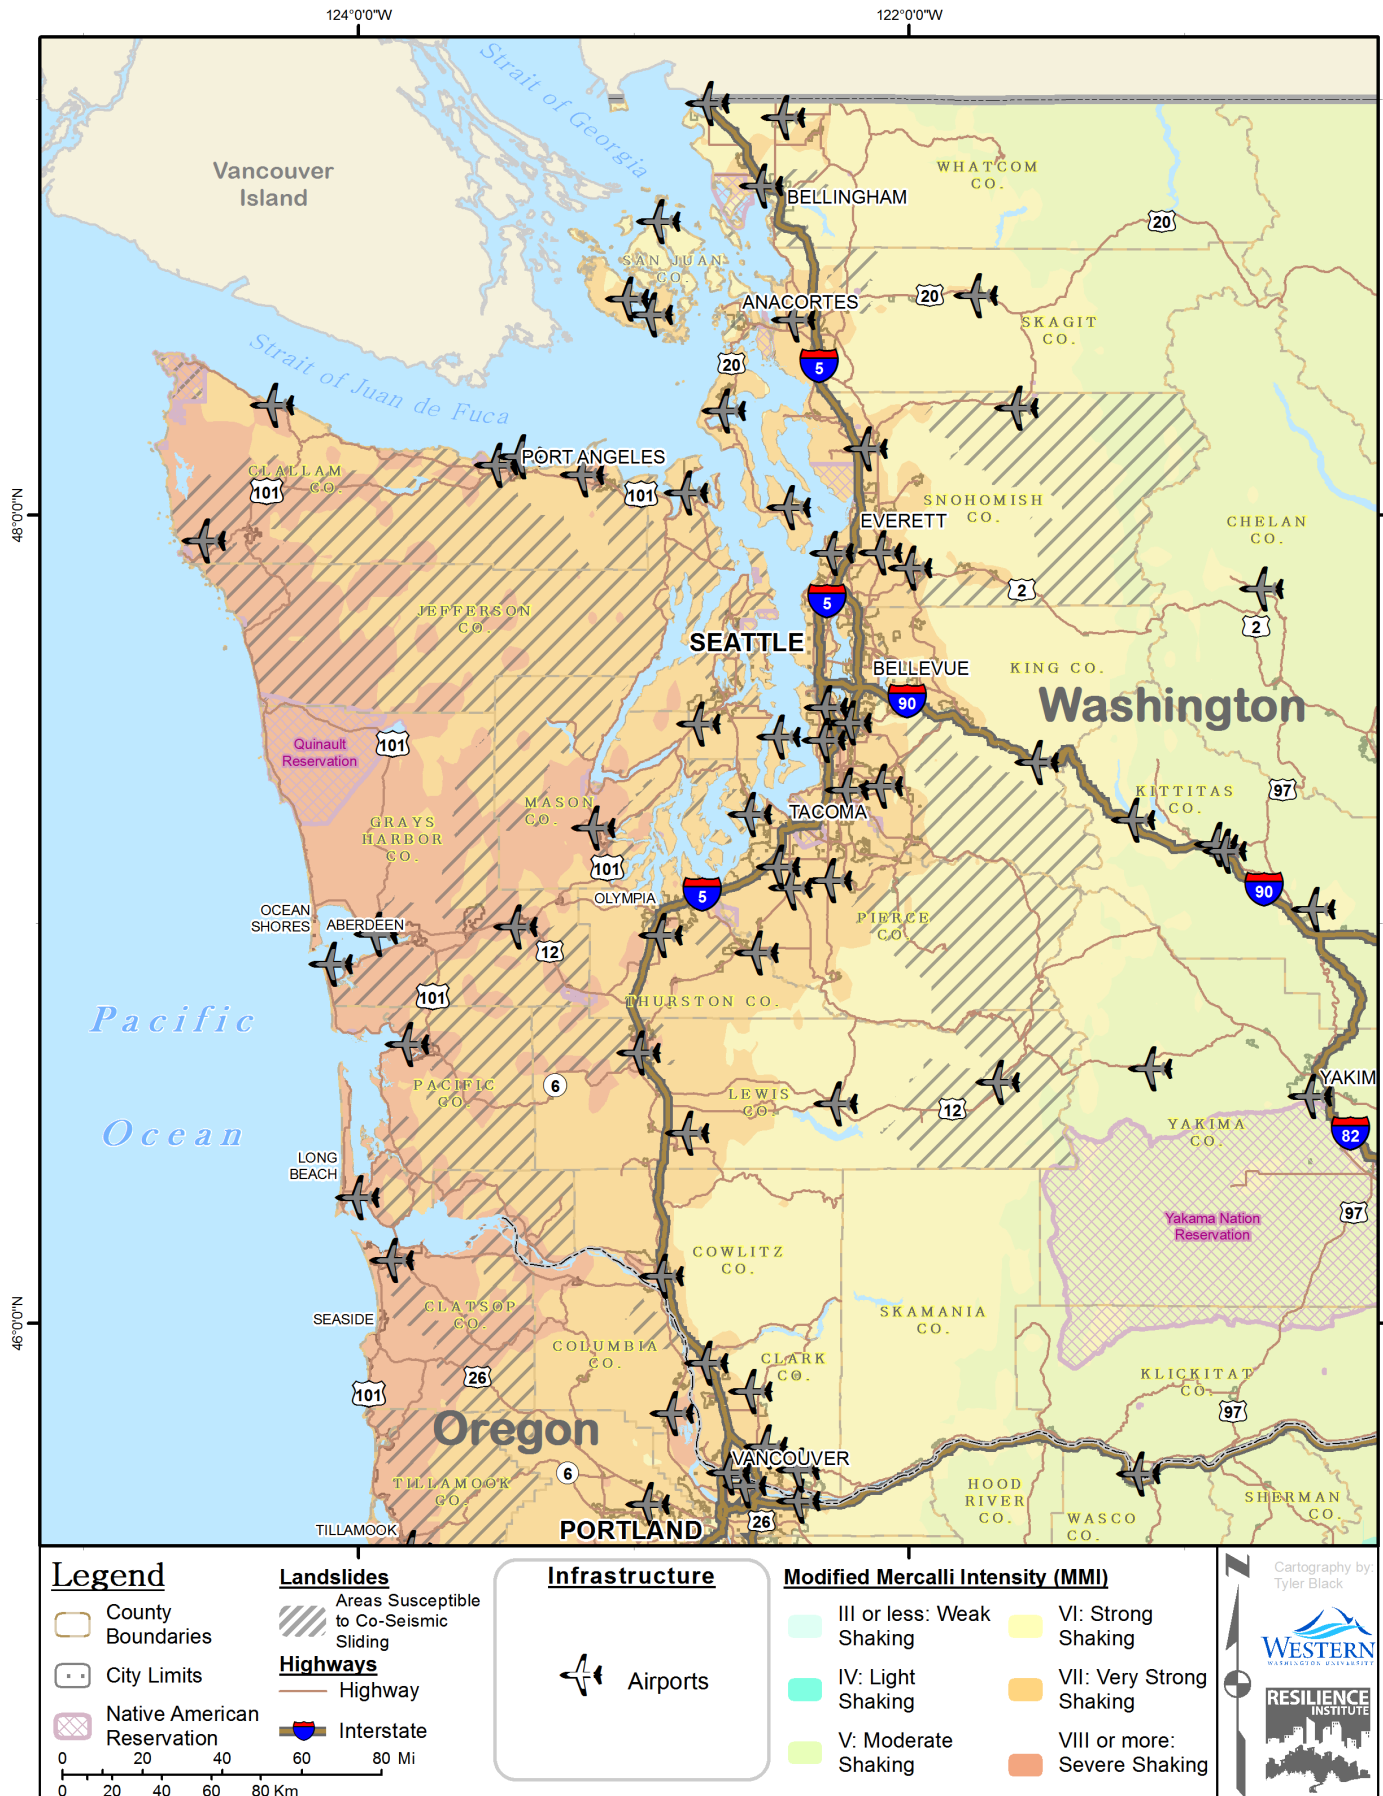 124°0'0"W
122°0'0"W
Strait of Georgia
Vancouver
Island
WHATCOM
CO.
BELLINGHAM
20
SAN JUAN
CO.
ANACORTES
20
SKAGIT
CO.
Strait of Juan de Fuca
20
5
CLALLAM
CO.
101
PORT ANGELES
101
48°0'0"N
SNOHOMISH
CO.
EVERETT
CHELAN
CO.
2
5
2
JEFFERSON
CO.
SEATTLE
BELLEVUE
KING CO.
90
Washington
Quinault
Reservation
101
97
KITTITAS
CO.
MASON
CO.
TACOMA
GRAYS
HARBOR
CO.
101
5
90
OLYMPIA
OCEAN
SHORES
ABERDEEN
PIERCE
CO.
12
101
THURSTON CO.
Pacific
Ocean
PACIFIC
CO.
6
LEWIS
CO.
12
YAKIM
YAKIMA
CO.
82
LONG
BEACH
97
Yakama Nation
Reservation
COWLITZ
CO.
46°0'0"N
SEASIDE
CLATSOP
CO.
SKAMANIA
CO.
COLUMBIA
CO.
CLARK
CO.
KLICKITAT
CO.
101
26
97
Oregon
VANCOUVER
6
TILLAMOOK
CO.
HOOD
RIVER
CO.
WASCO
CO.
SHERMAN
CO.
TILLAMOOK
PORTLAND
26
Legend
County
Boundaries
City Limits
Native American
Reservation
0 20 40 60 80 Mi
0 20 40 60 80 Km
Landslides
Areas Susceptible
to Co-Seismic
Sliding
Highways
Highway
Interstate
Infrastructure
Airports
Modified Mercalli Intensity (MMI)
III or less: Weak
Shaking
IV: Light
Shaking
V: Moderate
Shaking
VI: Strong
Shaking
VII: Very Strong
Shaking
VIII or more:
Severe Shaking
N
Cartography by:
Tyler Black
WESTERN
WASHINGTON UNIVERSITY
RESILIENCE
INSTITUTE